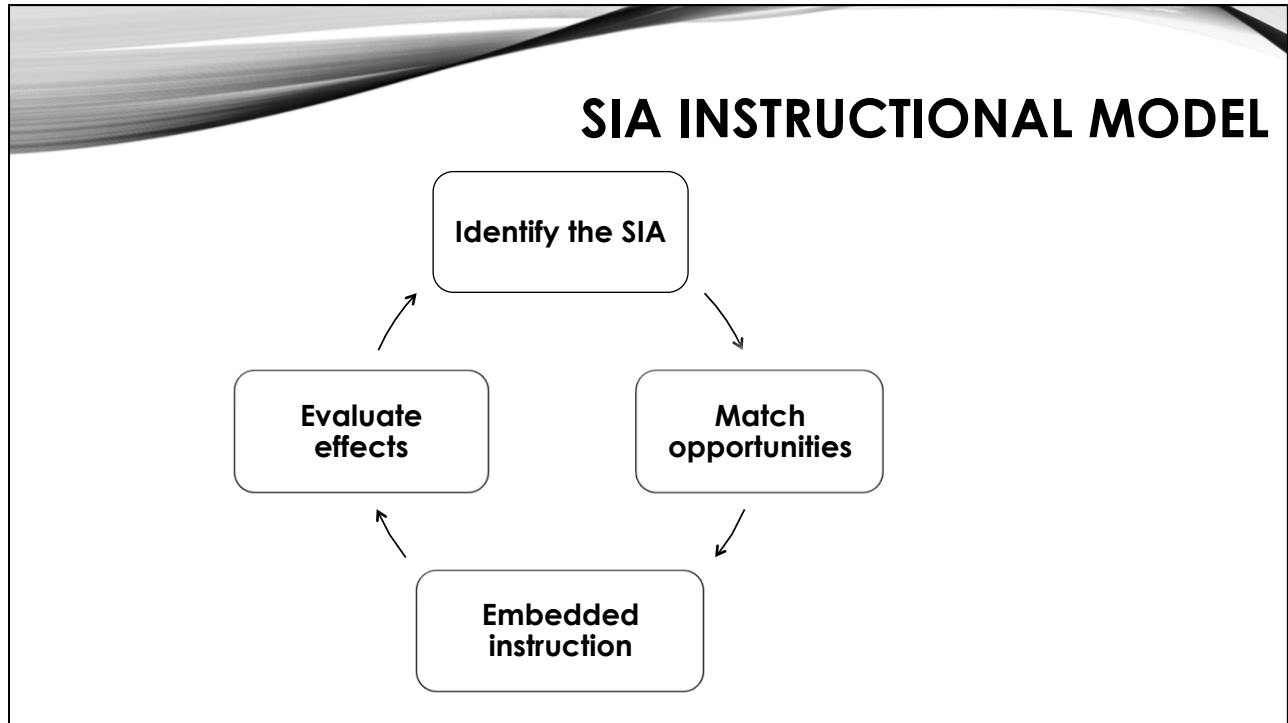 SIA INSTRUCTIONAL MODEL
Identify the SIA
Match
opportunities
Embedded
instruction
Evaluate
effects